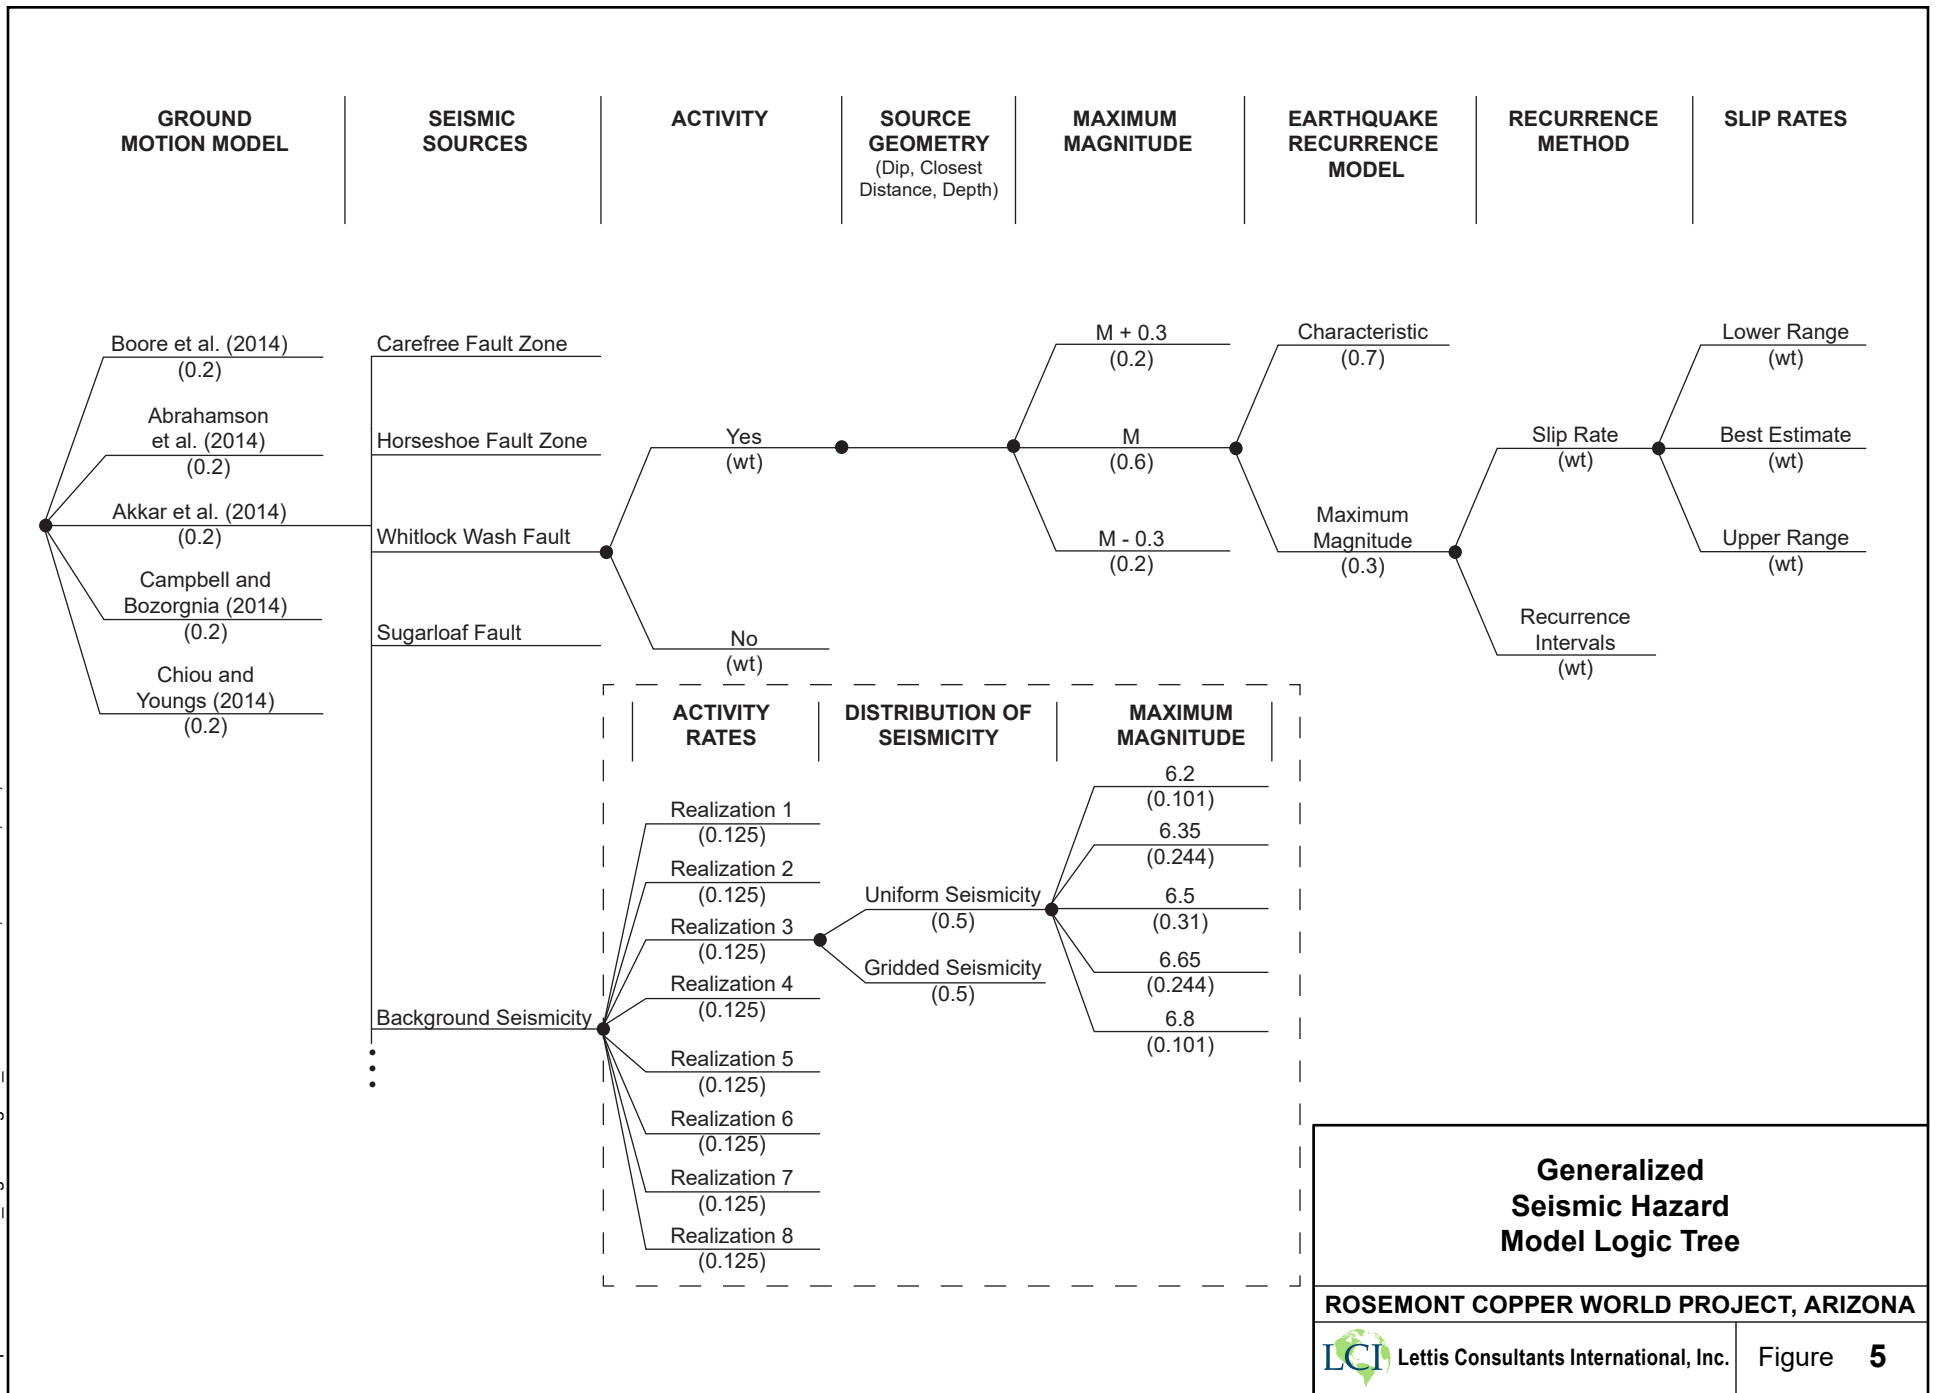 GROUND
MOTION MODEL
SEISMIC
SOURCES
ACTIVITY
SOURCE
GEOMETRY
(Dip, Closest
Distance, Depth)
MAXIMUM
MAGNITUDE
EARTHQUAKE
RECURRENCE
MODEL
RECURRENCE
METHOD
SLIP RATES
Boore et al. (2014)
(0.2)
Abrahamson
et al. (2014)
(0.2)
Akkar et al. (2014)
(0.2)
Campbell and
Bozorgnia (2014)
(0.2)
Chiou and
Youngs (2014)
(0.2)
Carefree Fault Zone
Horseshoe Fault Zone
Whitlock Wash Fault
Sugarloaf Fault
Background Seismicity
Yes
(wt)
No
(wt)
M + 0.3
(0.2)
M
(0.6)
M - 0.3
(0.2)
Characteristic
(0.7)
Maximum
Magnitude
(0.3)
Slip Rate
(wt)
Recurrence
Intervals
(wt)
Lower Range
(wt)
Best Estimate
(wt)
Upper Range
(wt)
ACTIVITY
RATES
DISTRIBUTION OF
SEISMICITY
MAXIMUM
MAGNITUDE
Realization 1
(0.125)
Realization 2
(0.125)
Realization 3
(0.125)
Realization 4
(0.125)
Realization 5
(0.125)
Realization 6
(0.125)
Realization 7
(0.125)
Realization 8
(0.125)
Uniform Seismicity
(0.5)
Gridded Seismicity
(0.5)
6.2
(0.101)
6.35
(0.244)
6.5
(0.31)
6.65
(0.244)
6.8
(0.101)
Generalized
Seismic Hazard
Model Logic Tree
ROSEMONT COPPER WORLD PROJECT, ARIZONA
LCI Lettis Consultants International, Inc.
Figure 5